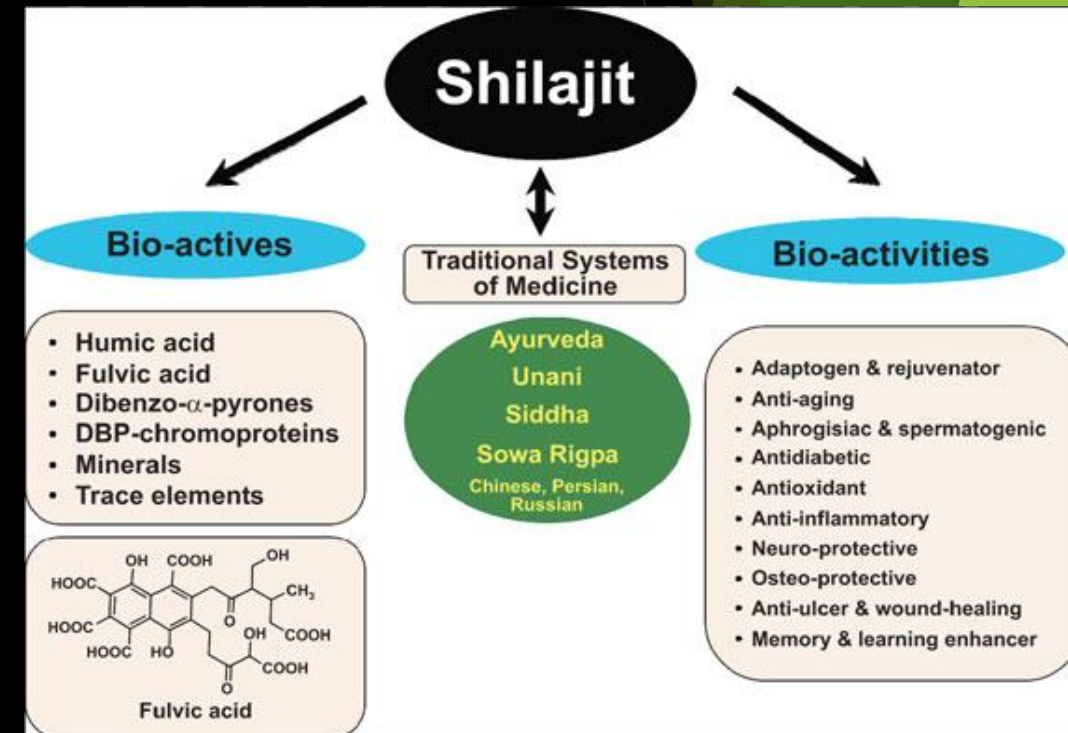 Shilajit
Bio-actives
• Humic acid
• Fulvic acid
• Dibenzo-α-pyrones
• DBP-chromoproteins
• Minerals
• Trace elements
OH
COOH
OH
HOOC
CH₃
O
HOOC
COOH
OH
HOOC
HO
COOH
O
Fulvic acid
Traditional Systems
of Medicine
Ayurveda
Unani
Siddha
Sowa Rigpa
Chinese, Persian,
Russian
Bio-activities
• Adaptogen & rejuvenator
• Anti-aging
• Aphrogisiac & spermatogenic
• Antidiabetic
• Antioxidant
• Anti-inflammatory
• Neuro-protective
• Osteo-protective
• Anti-ulcer & wound-healing
• Memory & learning enhancer